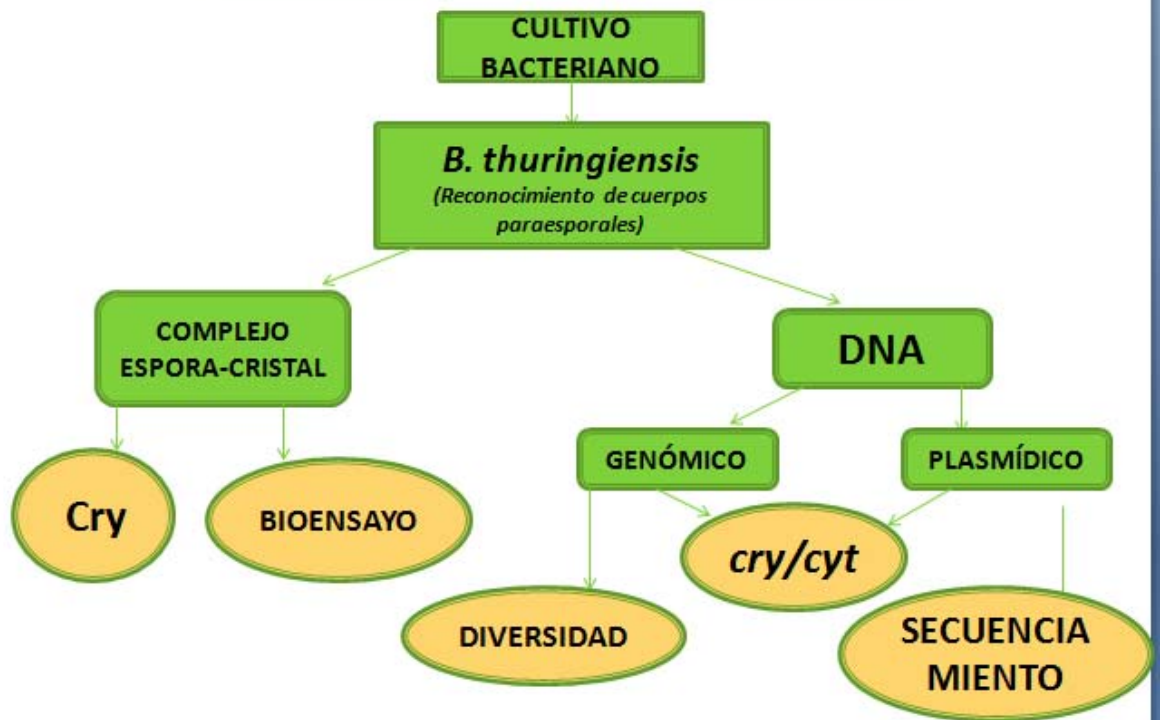 CULTIVO
BACTERIANO
B. thuringiensis
(Reconocimiento de cuerpos
paraesporales)
COMPLEJO
ESPORA-CRISTAL
DNA
GENÓMICO
PLASMÍDICO
Cry
BIOENSAYO
cry/cyt
DIVERSIDAD
SECUENCIA
MIENTO